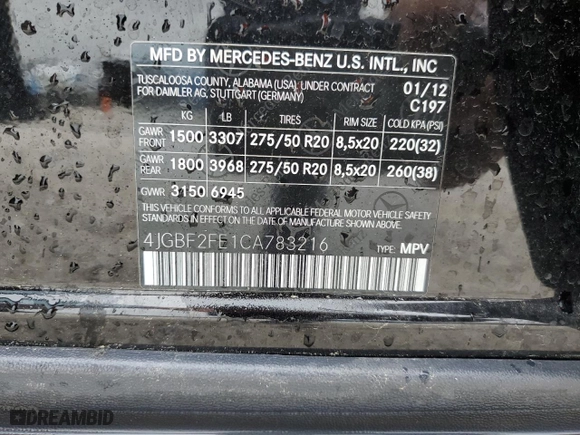 MFD BY MERCEDES-BENZ U.S. INTL., INC
TUSCALOOSA COUNTY, ALABAMA (USA), UNDER CONTRACT 01/12
FOR DAIMLER AG, STUTTGART (GERMANY) C197
KG LB TIRES RIM SIZE COLD KPA(PSI)
GAWR FRONT 1500 3307 275/50 R20 8,5x20 220(32)
GAWR REAR 1800 3968 275/50 R20 8,5x20 260(38)
GWR 3150 6945
THIS VEHICLE CONFORMS TO ALL APPLICABLE FEDERAL MOTOR VEHICLE SAFETY
STANDARDS IN EFFECT ON THE DATE OF MANUFACTURE SHOWN ABOVE.
4JGBF2FE1CA783216 TYPE: MPV
DREAMBID